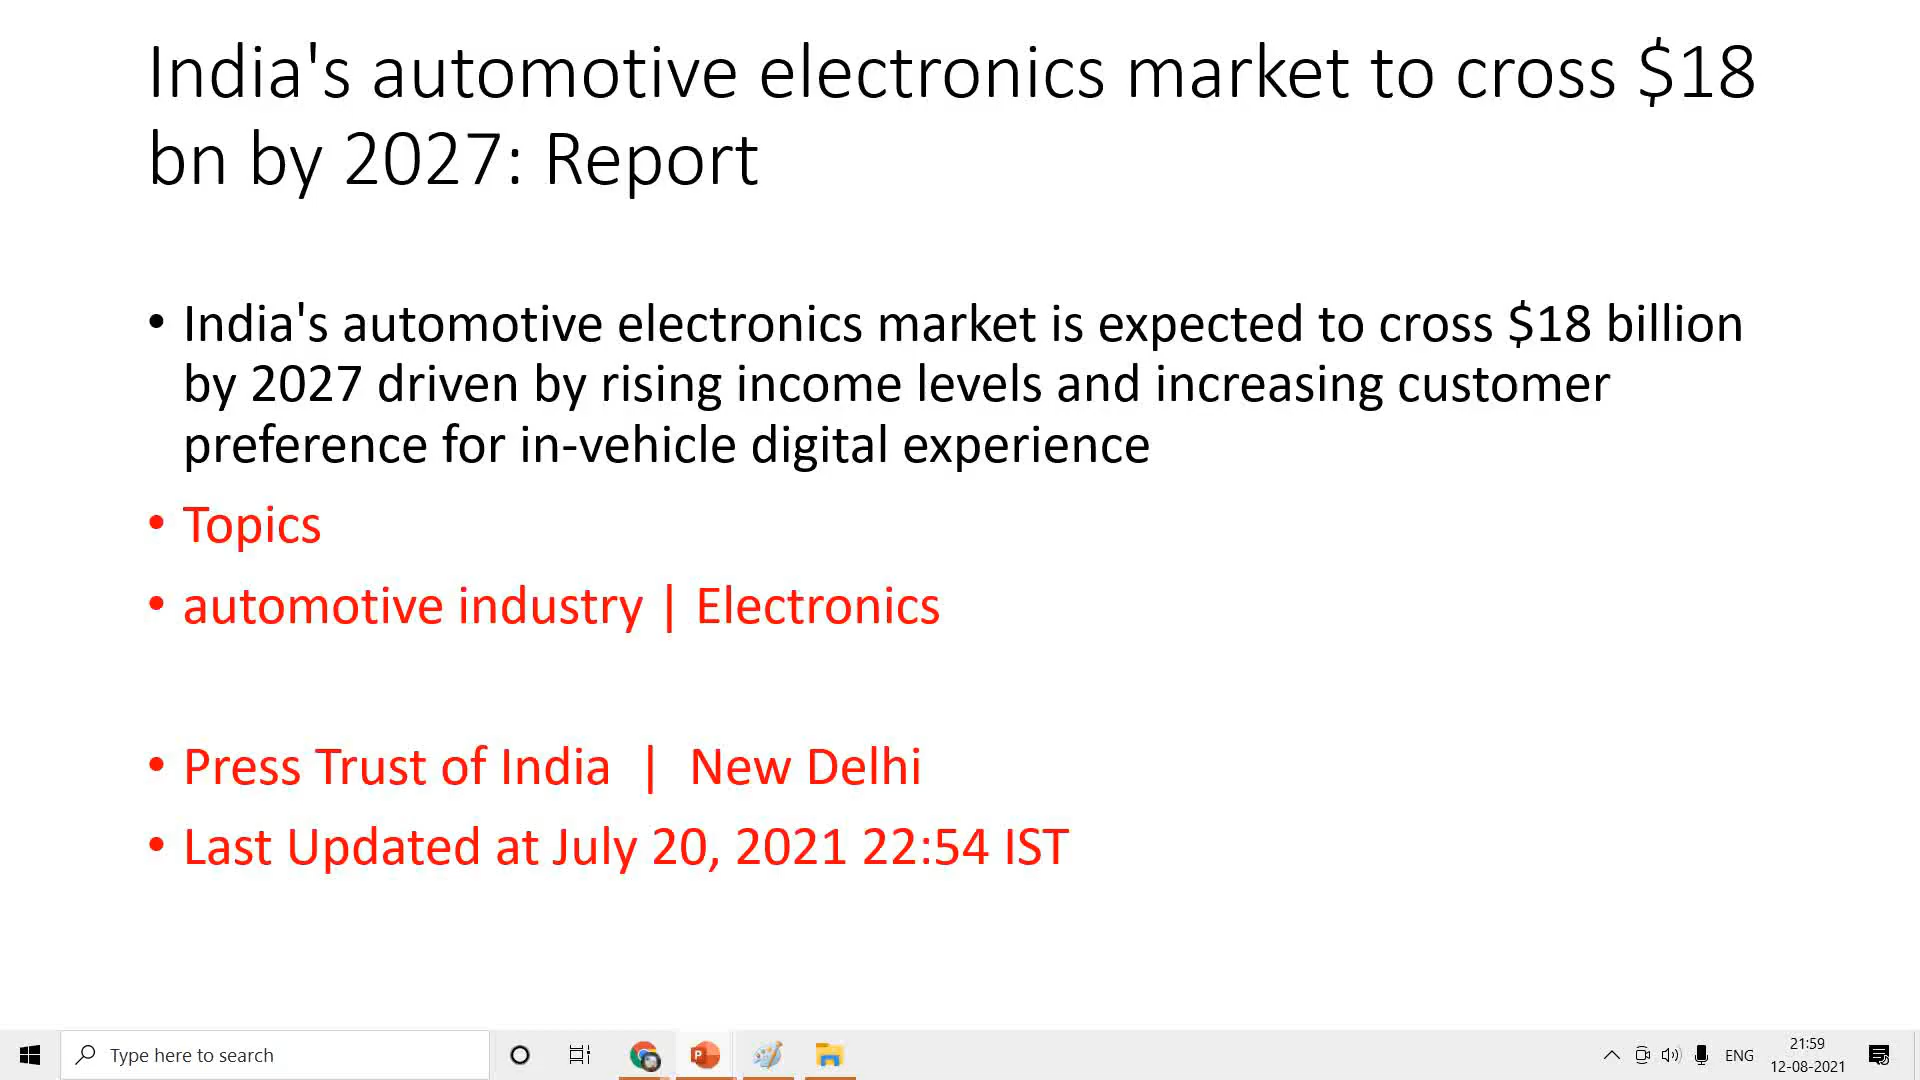 India's automotive electronics market to cross $18
bn by 2027: Report
• India's automotive electronics market is expected to cross $18 billion
by 2027 driven by rising income levels and increasing customer
preference for in-vehicle digital experience
• Topics
• automotive industry | Electronics
• Press Trust of India | New Delhi
• Last Updated at July 20, 2021 22:54 IST
Type here to search
ENG
21:59
12-08-2021